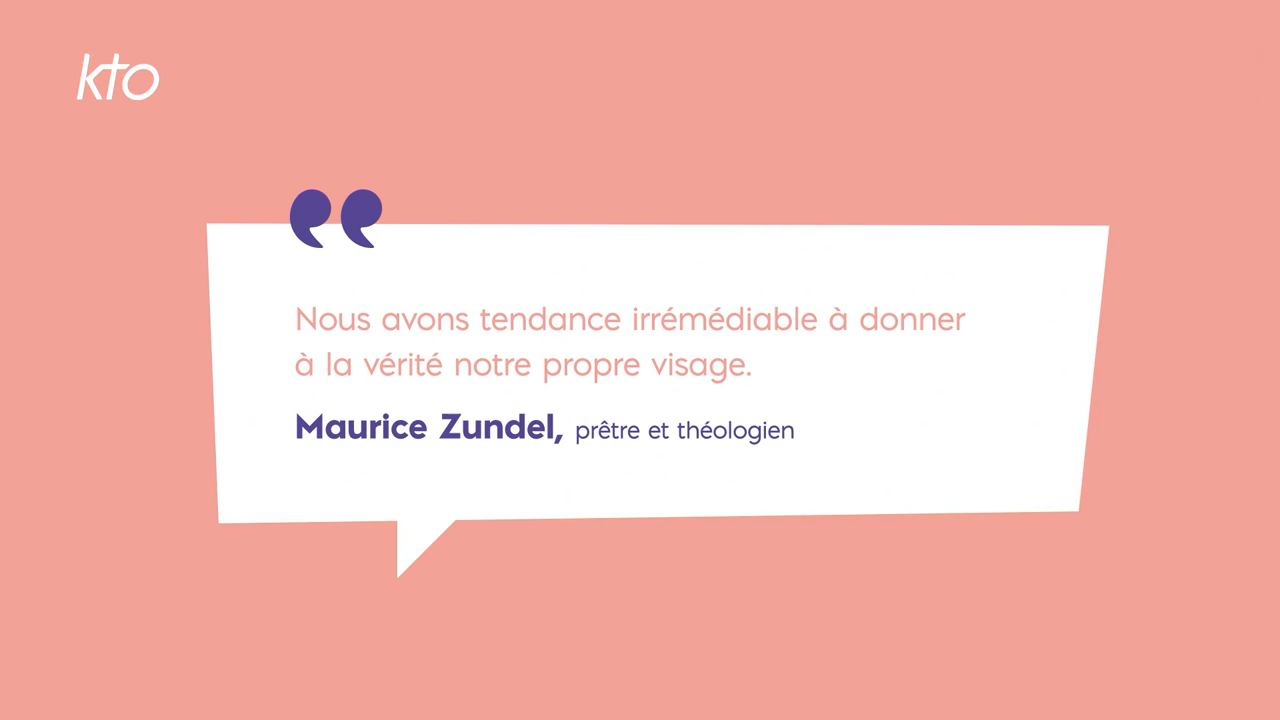 kto
Nous avons tendance irrémédiable à donner
à la vérité notre propre visage.
Maurice Zundel, prêtre et théologien